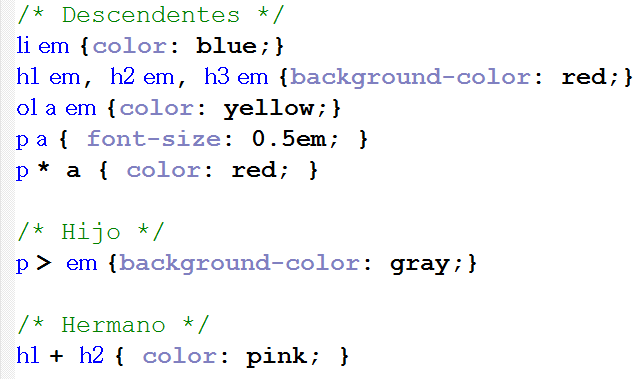 /* Descendentes */
li em {color: blue;}
h1 em, h2 em, h3 em {background-color: red;}
ol a em {color: yellow;}
p a { font-size: 0.5em; }
p * a { color: red; }
/* Hijo */
p > em {background-color: gray;}
/* Hermano */
h1 + h2 { color: pink; }